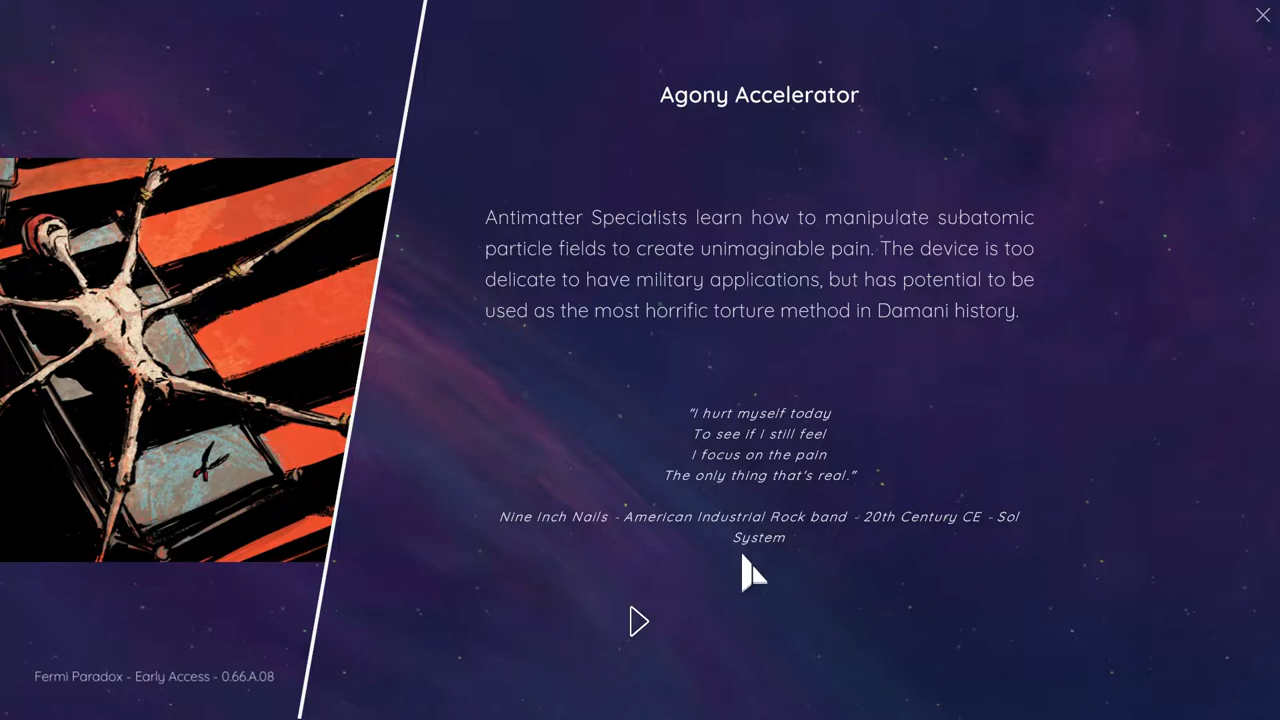 Agony Accelerator
Antimatter Specialists learn how to manipulate subatomic
particle fields to create unimaginable pain. The device is too
delicate to have military applications, but has potential to be
used as the most horrific torture method in Damani history.
"I hurt myself today
To see if I still feel
I focus on the pain
The only thing that's real."
Nine Inch Nails - American Industrial Rock band - 20th Century CE - Sol
System
Fermi Paradox - Early Access - 0.66.A.08